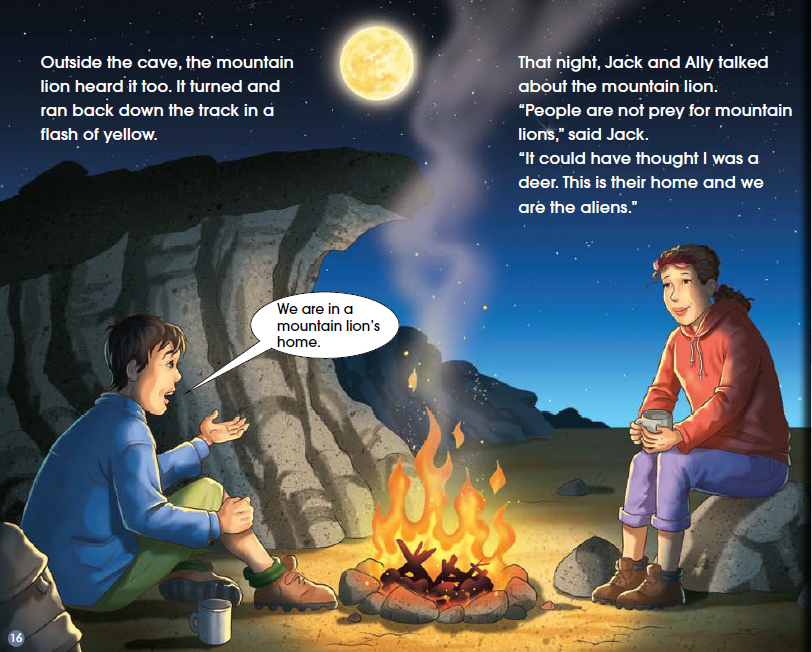 Outside the cave, the mountain
lion heard it too. It turned and
ran back down the track in a
flash of yellow.
We are in a
mountain lion's
home.
That night, Jack and Ally talked
about the mountain lion.
“People are not prey for mountain
lions,” said Jack.
“It could have thought I was a
deer. This is their home and we
are the aliens.”
16